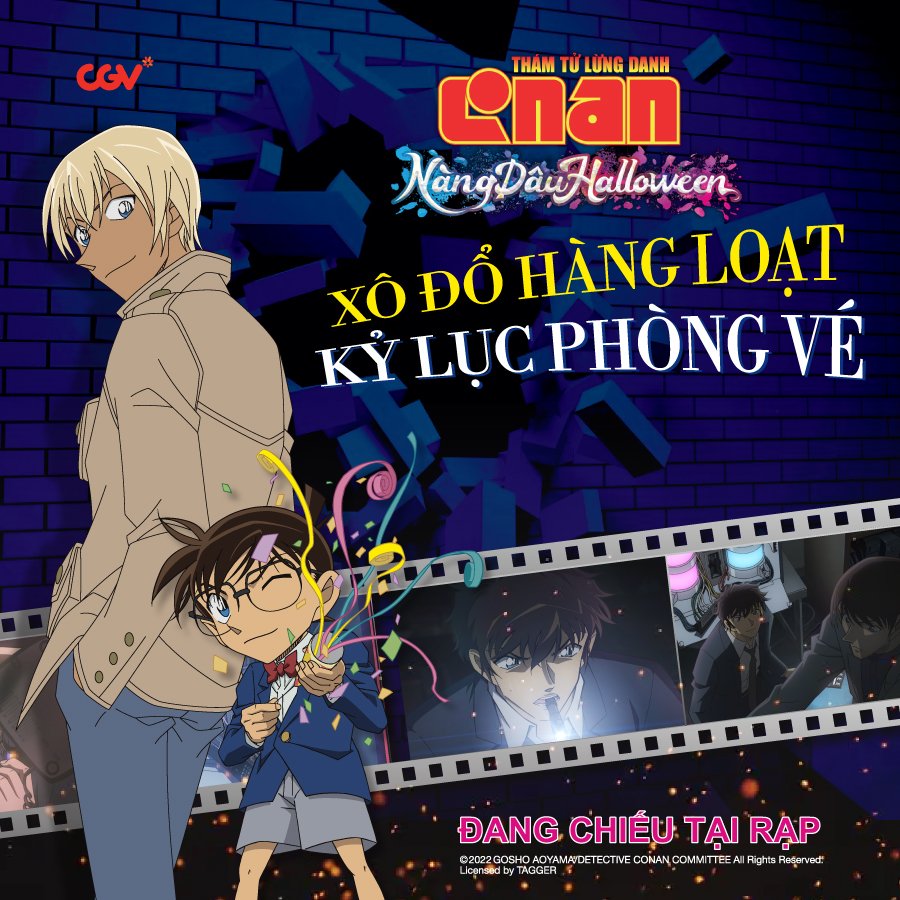 CGV*
THÁM TỬ LỪNG DANH
Conan
Nàng Dâu Halloween
XÔ ĐỔ HÀNG LOẠT
KỶ LỤC PHÒNG VÉ
ĐANG CHIẾU TẠI RẠP
©2022 GOSHO AOYAMA/DETECTIVE CONAN COMMITTEE All Rights Reserved.
Licensed by TAGGER